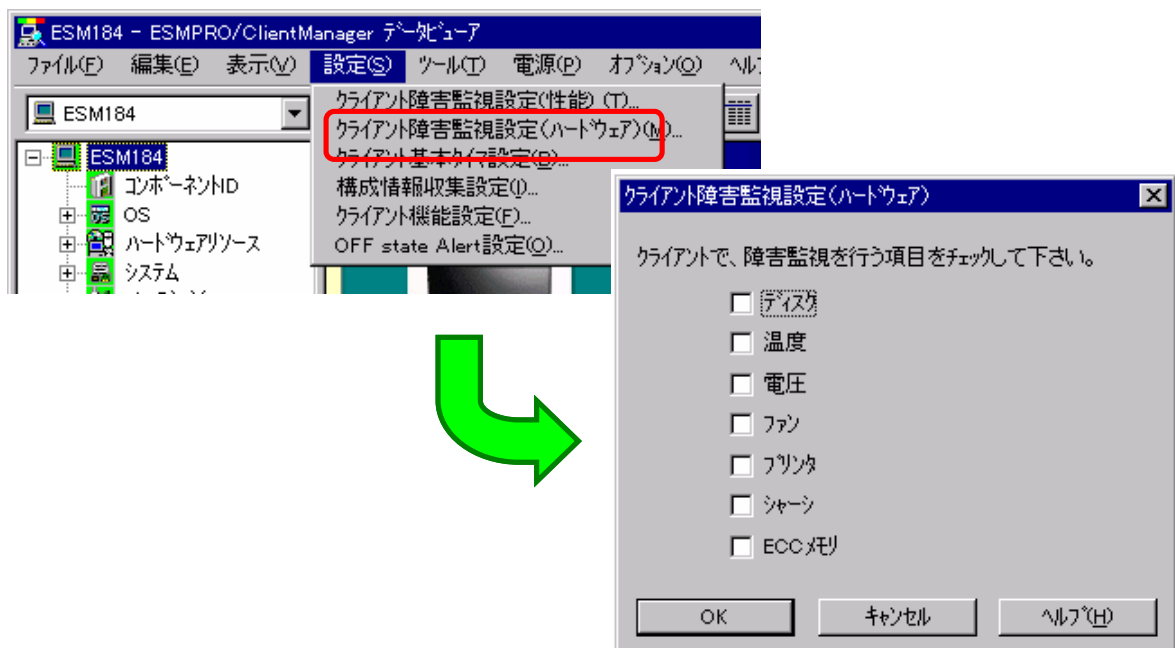 ESM184 - ESMPRO/ClientManager ﾃﾞｰﾀﾋﾞｭｰｱ
ﾌｧｲﾙ(F) 編集(E) 表示(V) 設定(S) ﾂｰﾙ(T) 電源(P) ｵﾌﾟｼｮﾝ(O)
ESM184
ｸﾗｲｱﾝﾄ障害監視設定(性能) (T)...
ｸﾗｲｱﾝﾄ障害監視設定(ﾊｰﾄﾞｳｪｱ)(M)...
ｸﾗｲｱﾝﾄ基本ﾀｲﾏ設定(B)...
構成情報収集設定(I)...
ｸﾗｲｱﾝﾄ機能設定(F)...
OFF state Alert設定(O)...
ESM184
ｺﾝﾎﾟｰﾈﾝﾄID
OS
ﾊｰﾄﾞｳｪｱﾘｿｰｽ
ｼｽﾃﾑ
ｸﾗｲｱﾝﾄ障害監視設定(ﾊｰﾄﾞｳｪｱ)
ｸﾗｲｱﾝﾄで、障害監視を行う項目をﾁｪｯｸして下さい。
ﾃﾞｨｽｸ
温度
電圧
ﾌｧﾝ
ﾌﾟﾘﾝﾀ
ｼｬｰｼ
ECCﾒﾓﾘ
OK ｷｬﾝｾﾙ ﾍﾙﾌﾟ(H)